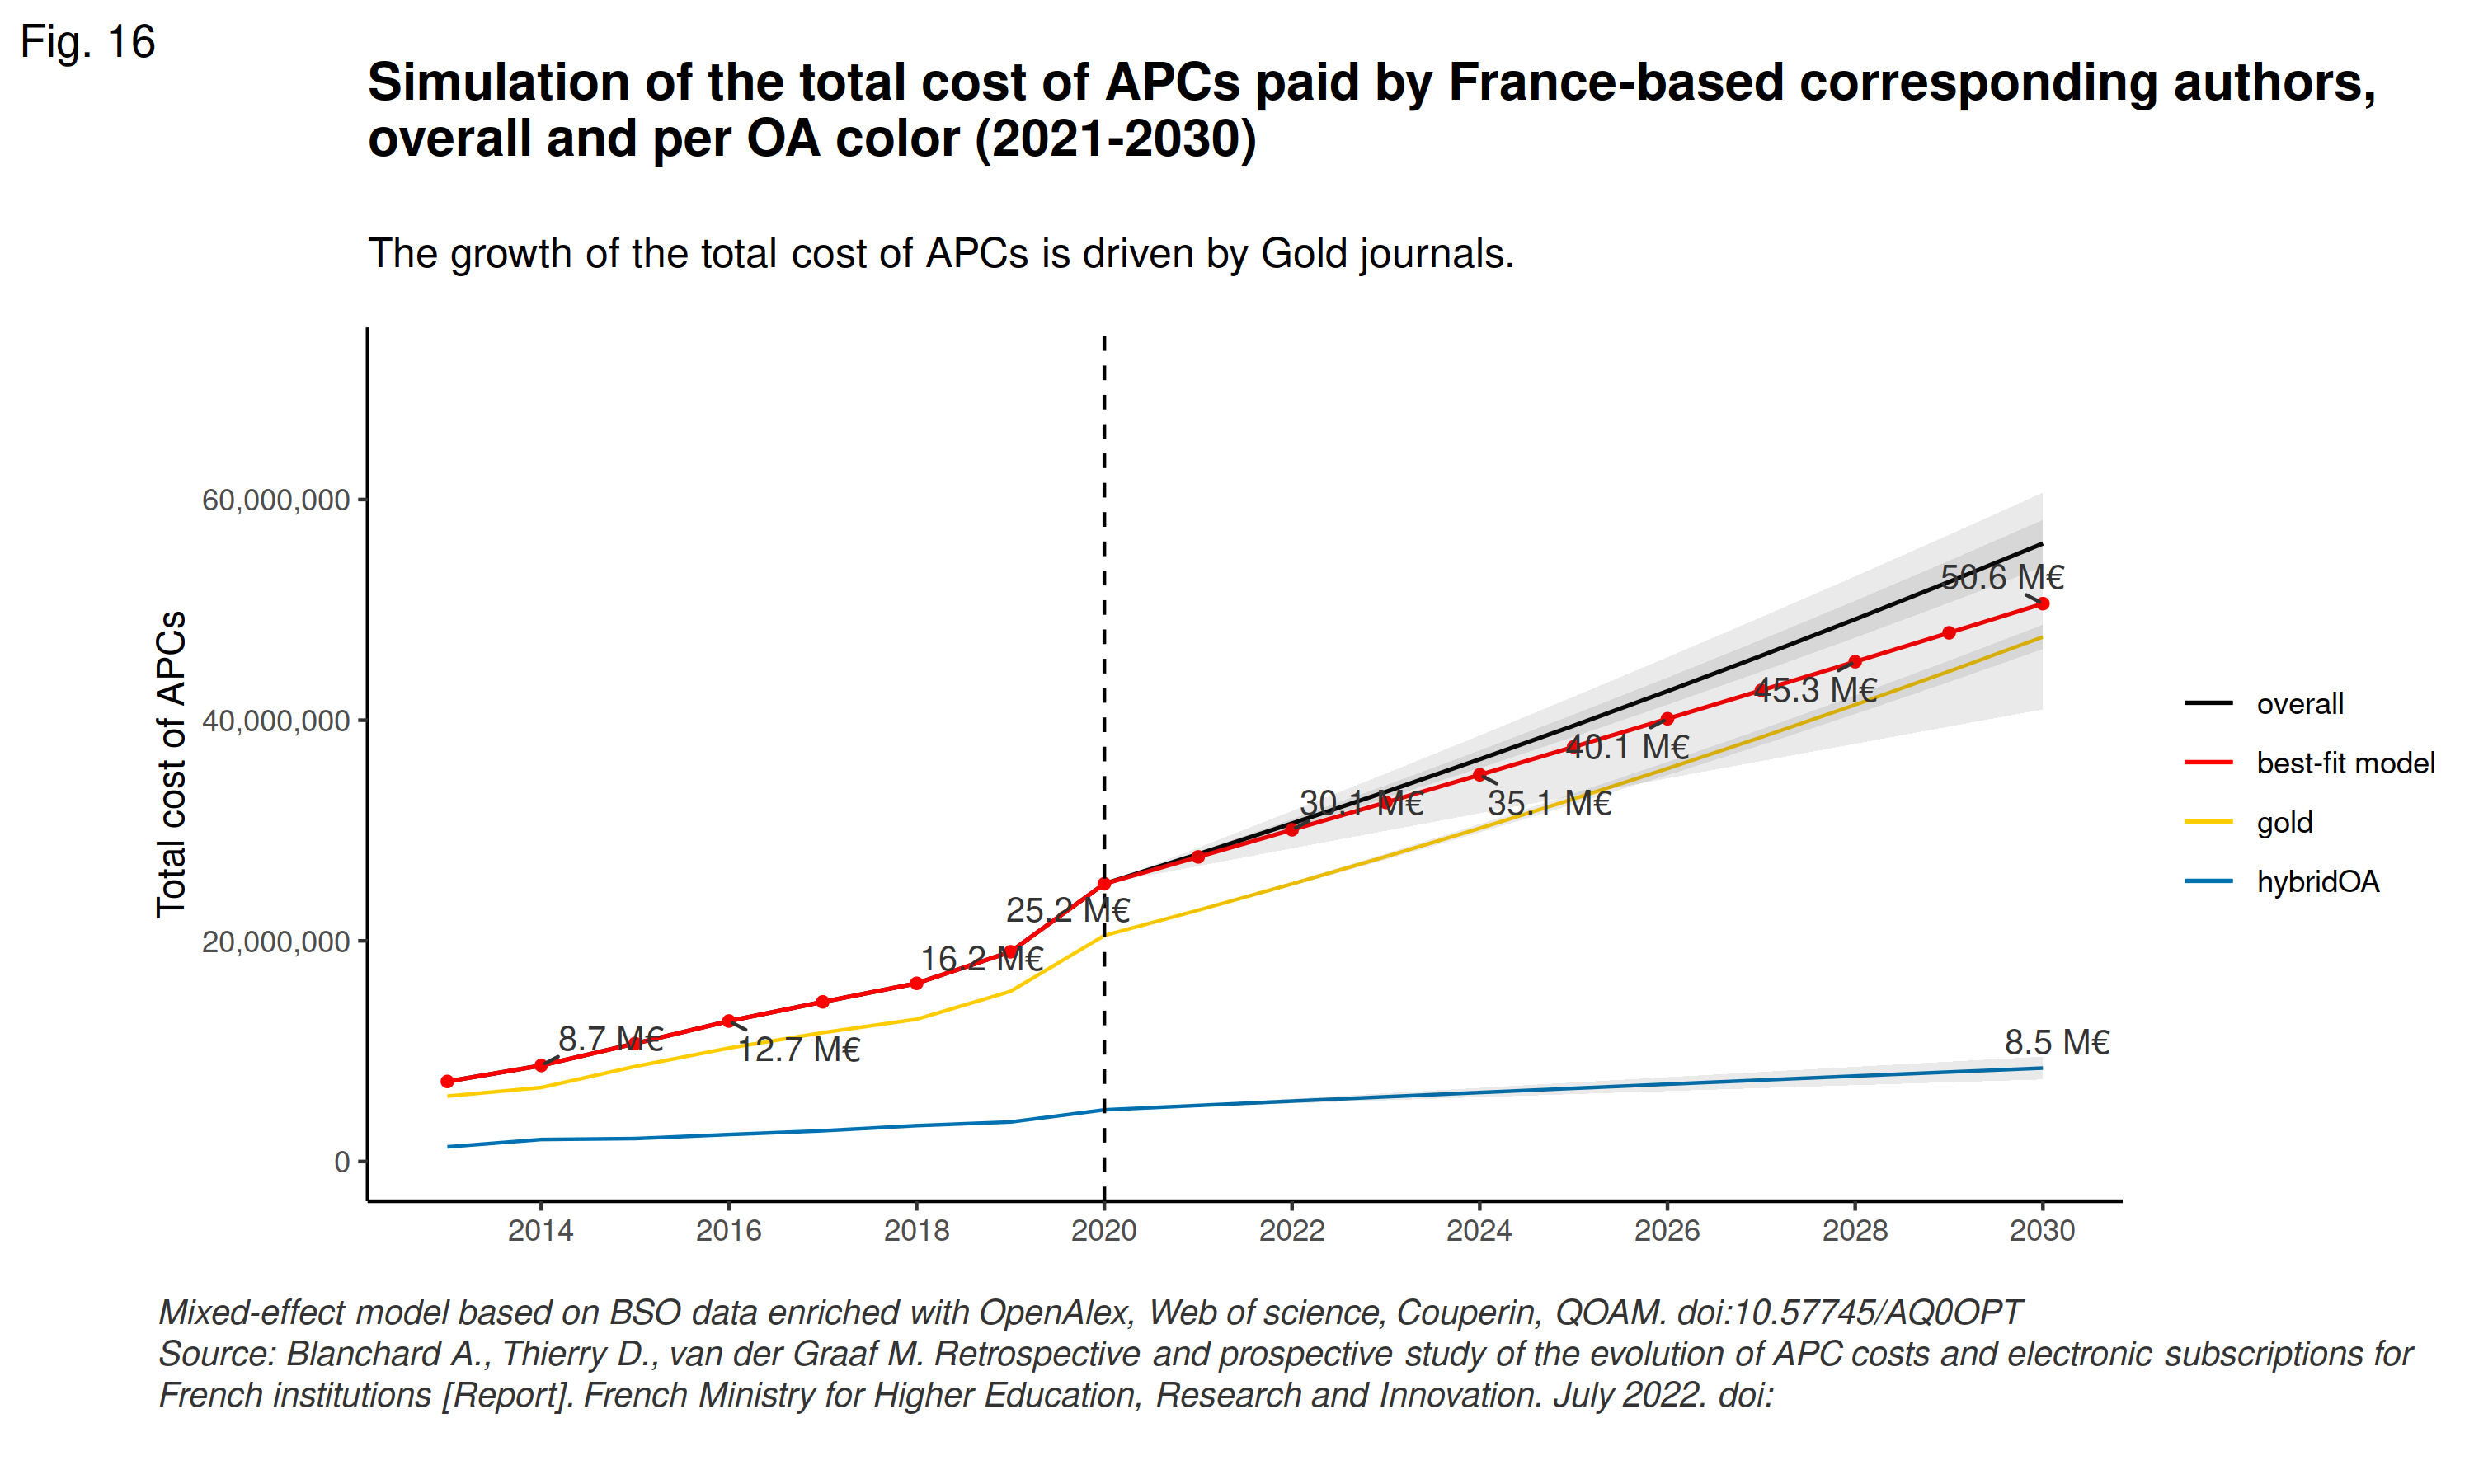 Fig. 16
Simulation of the total cost of APCs paid by France-based corresponding authors,
overall and per OA color (2021-2030)
The growth of the total cost of APCs is driven by Gold journals.
Total cost of APCs
60,000,000
40,000,000
20,000,000
0
8.7 M€
12.7 M€
16.2 M€
25.2 M€
30.1 M€
35.1 M€
40.1 M€
45.3 M€
50.6 M€
8.5 M€
overall
best-fit model
gold
hybridOA
2014
2016
2018
2020
2022
2024
2026
2028
2030
Mixed-effect model based on BSO data enriched with OpenAlex, Web of science, Couperin, QOAM. doi:10.57745/AQ0OPT
Source: Blanchard A., Thierry D., van der Graaf M. Retrospective and prospective study of the evolution of APC costs and electronic subscriptions for
French institutions [Report]. French Ministry for Higher Education, Research and Innovation. July 2022. doi: